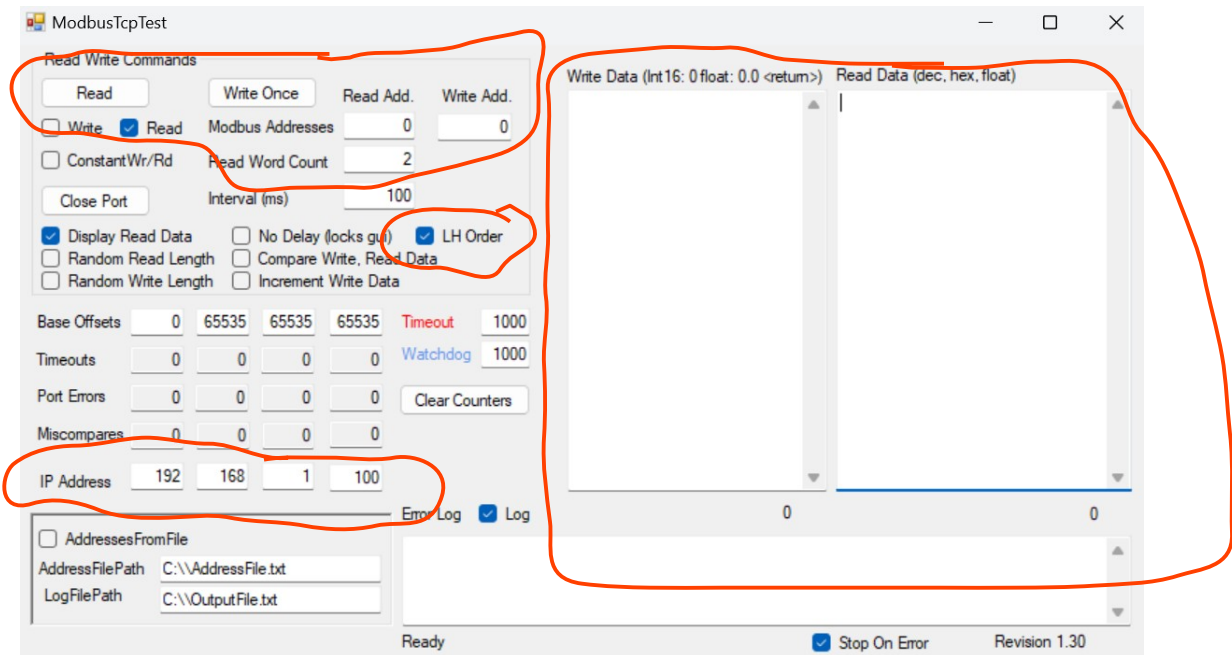 ModbusTcpTest
Read Write Commands
Read Write Once Read Add. Write Add.
Write Read Modbus Addresses 0 0
ConstantWr/Rd Read Word Count 2
Close Port Interval (ms) 100
Display Read Data No Delay (locks gui) LH Order
Random Read Length Compare Write, Read Data
Random Write Length Increment Write Data
Base Offsets 0 65535 65535 65535 Timeout 1000
Timeouts 0 0 0 0 Watchdog 1000
Port Errors 0 0 0 0 Clear Counters
Miscompares 0 0 0 0
IP Address 192 168 1 100
AddressesFromFile
AddressFilePath C:\\AddressFile.txt
LogFilePath C:\\OutputFile.txt
Write Data (Int16: 0 float: 0.0 <return>) Read Data (dec, hex, float)
Error Log Log 0 0
Ready Stop On Error Revision 1.30